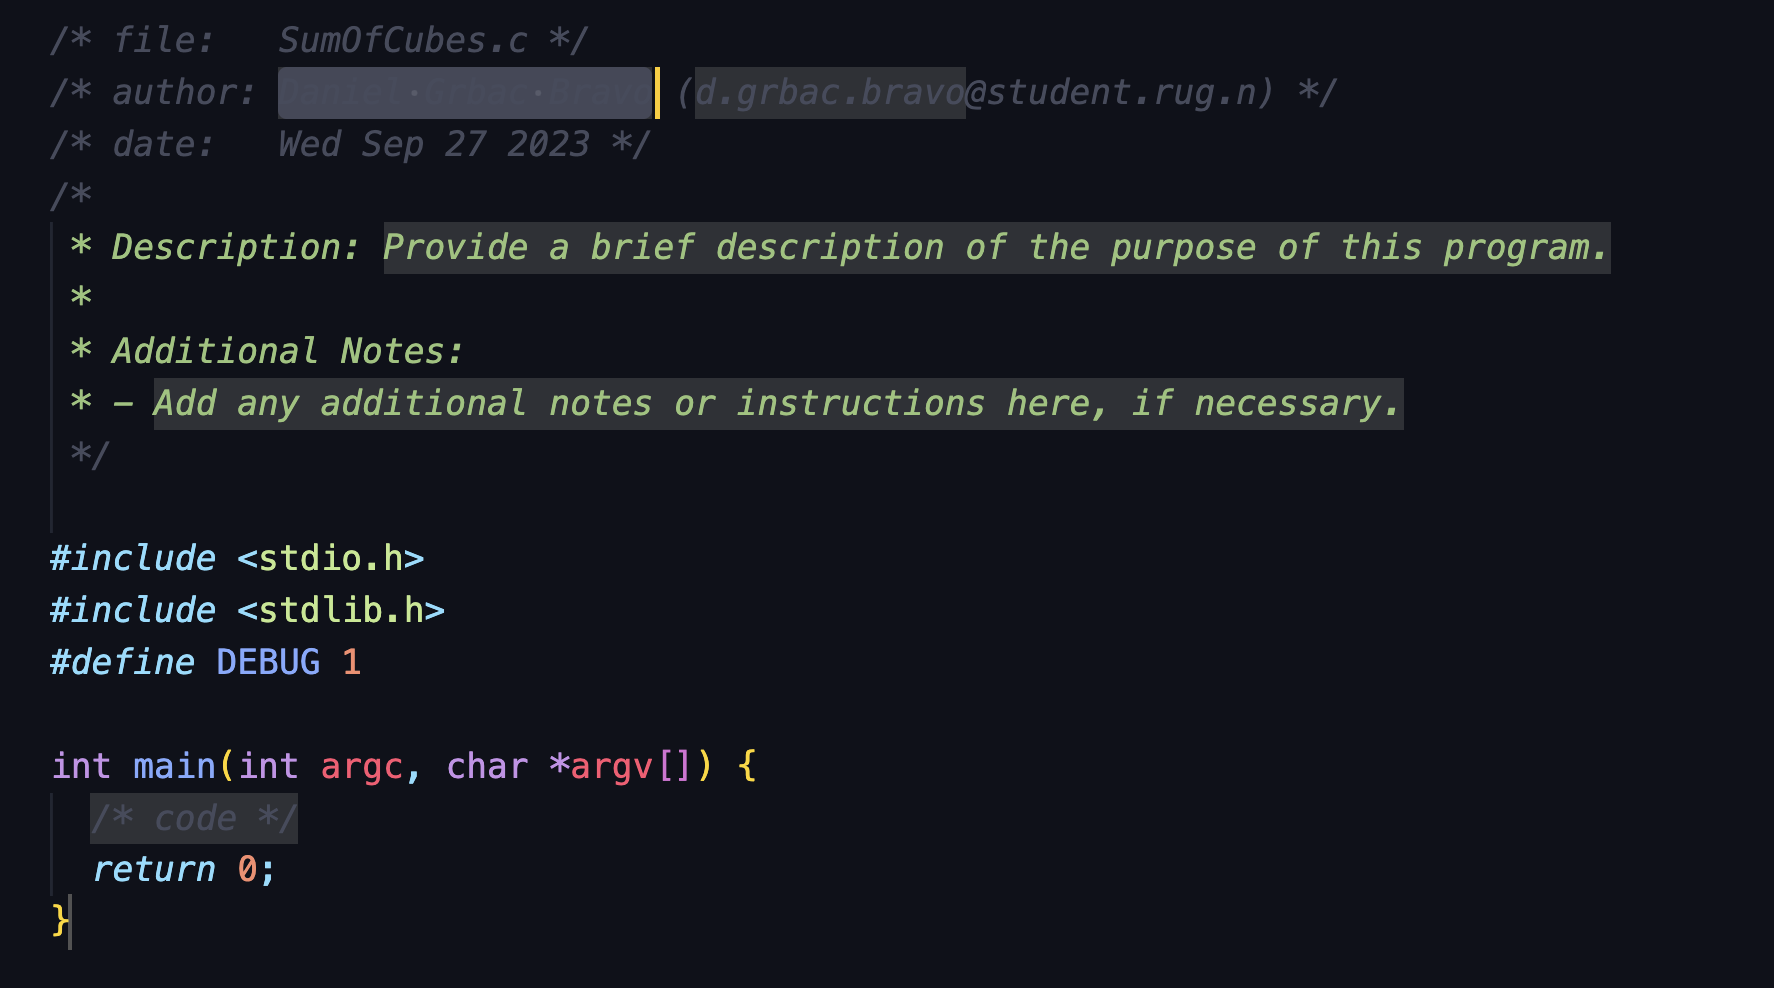 /* file:   SumOfCubes.c */
/* author: Daniel Grbac Bravo (d.grbac.bravo@student.rug.n) */
/* date:   Wed Sep 27 2023 */
/*
 * Description: Provide a brief description of the purpose of this program.
 *
 * Additional Notes:
 * - Add any additional notes or instructions here, if necessary.
 */
#include <stdio.h>
#include <stdlib.h>
#define DEBUG 1
int main(int argc, char *argv[]) {
  /* code */
  return 0;
}